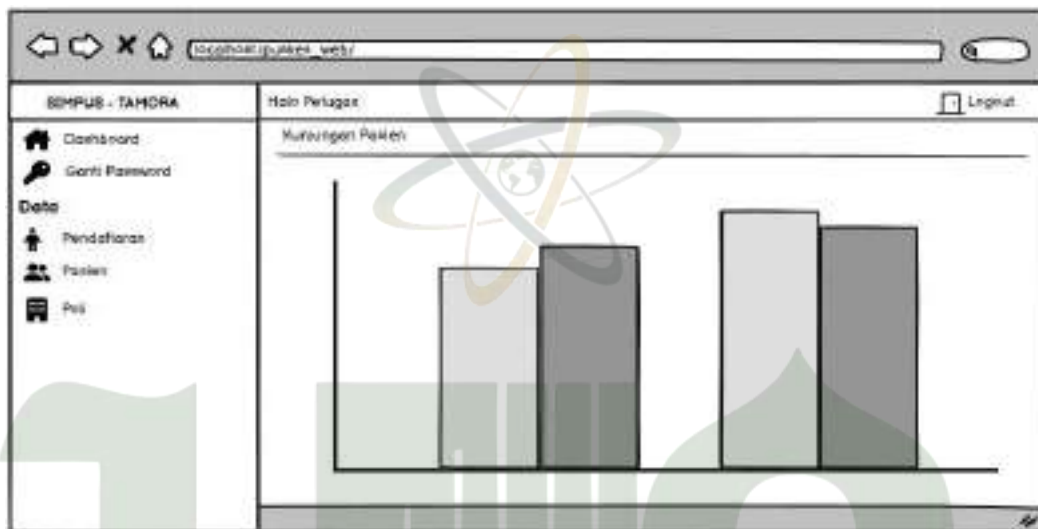 localhost/puskes_web/
SIMPUS - TAMORA
Halo Petugas
Logout
Dashboard
Ganti Password
Kunjungan Pasien
Data
Pendaftaran
Pasien
Poli